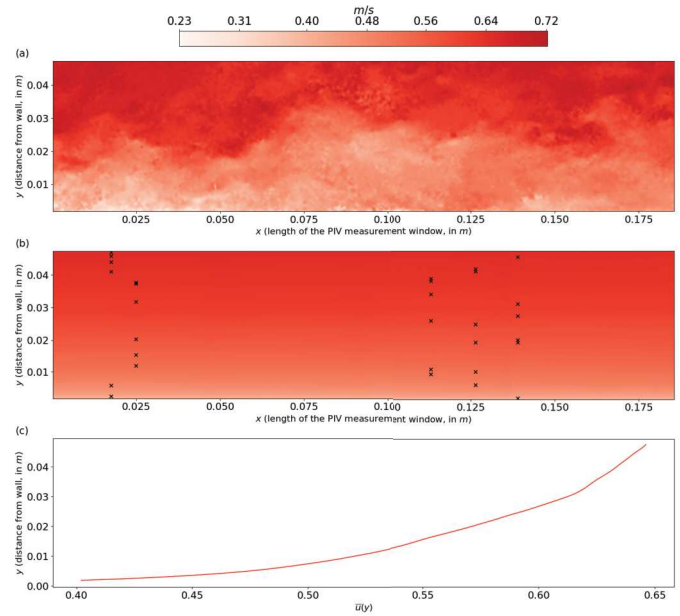 m/s
0.23 0.31 0.40 0.48 0.56 0.64 0.72
(a)
y (distance from wall, in m)
0.04
0.03
0.02
0.01
0.025 0.050 0.075 0.100 0.125 0.150 0.175
x (length of the PIV measurement window, in m)
(b)
y (distance from wall, in m)
0.04
0.03
0.02
0.01
0.025 0.050 0.075 0.100 0.125 0.150 0.175
x (length of the PIV measurement window, in m)
(c)
y (distance from wall, in m)
0.04
0.03
0.02
0.01
0.00
0.40 0.45 0.50 0.55 0.60 0.65
u̅(y)